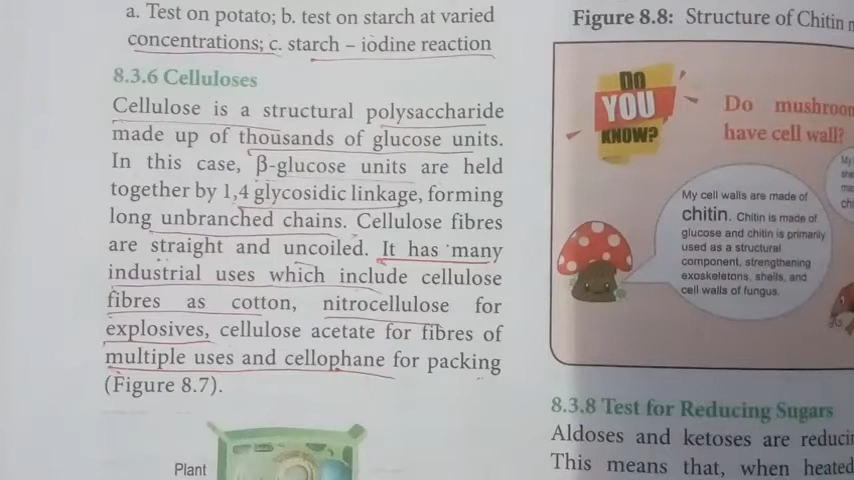 a. Test on potato; b. test on starch at varied
concentrations; c. starch – iodine reaction
8.3.6 Celluloses
Cellulose is a structural polysaccharide
made up of thousands of glucose units.
In this case, β-glucose units are held
together by 1,4 glycosidic linkage, forming
long unbranched chains. Cellulose fibres
are straight and uncoiled. It has many
industrial uses which include cellulose
fibres as cotton, nitrocellulose for
explosives, cellulose acetate for fibres of
multiple uses and cellophane for packing
(Figure 8.7).
Plant
Figure 8.8: Structure of Chitin
DO
YOU
KNOW?
Do mushroom
have cell wall?
My cell walls are made of
chitin. Chitin is made of
glucose and chitin is primarily
used as a structural
component, strengthening
exoskeletons, shells, and
cell walls of fungus.
My
8.3.8 Test for Reducing Sugars
Aldoses and ketoses are
This means that, when heated